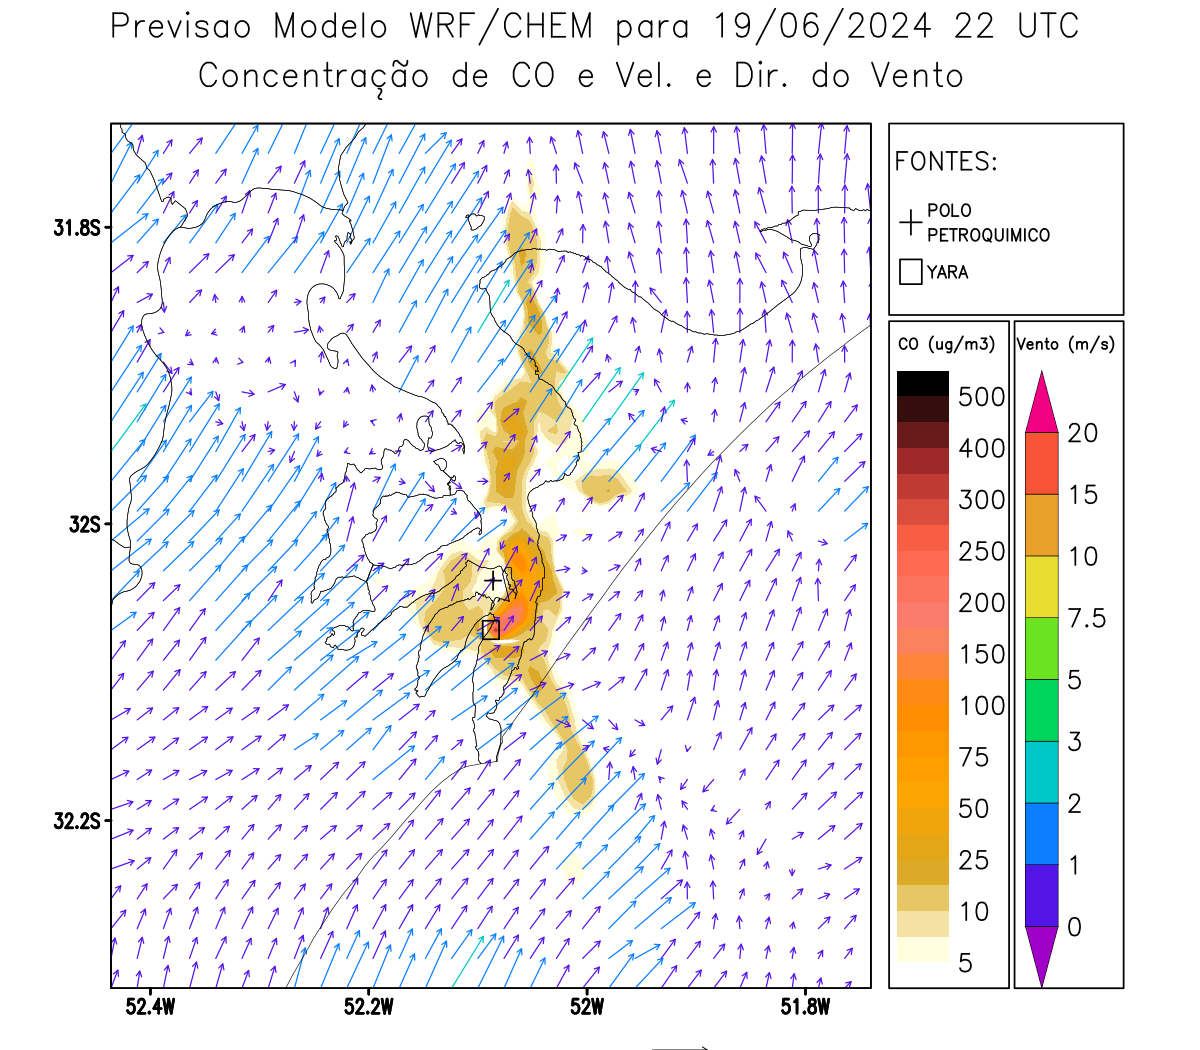 Previsao Modelo WRF/CHEM para 19/06/2024 22 UTC
Concentração de CO e Vel. e Dir. do Vento
FONTES:
POLO
PETROQUIMICO
YARA
CO (ug/m3)
500
400
300
250
200
150
100
75
50
25
10
5
Vento (m/s)
20
15
10
7.5
5
3
2
1
0
31.8S
32S
32.2S
52.4W
52.2W
52W
51.8W